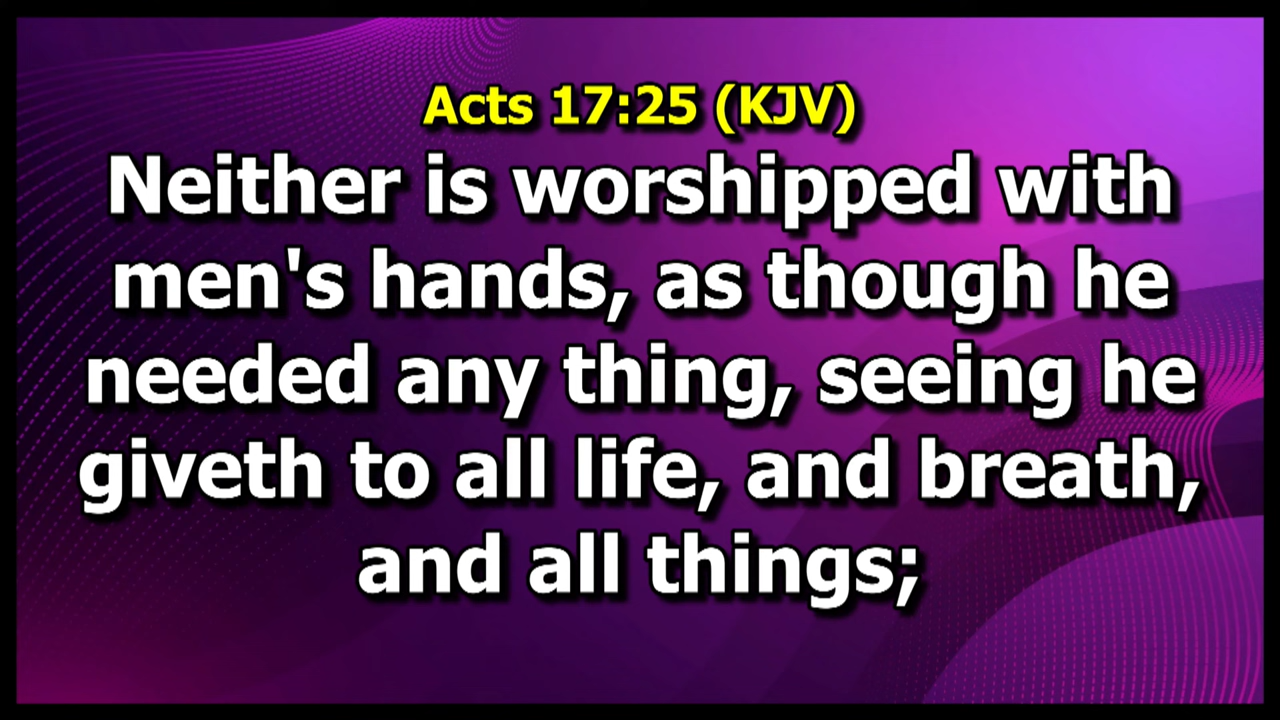 Acts 17:25 (KJV)
Neither is worshipped with
men's hands, as though he
needed any thing, seeing he
giveth to all life, and breath,
and all things;